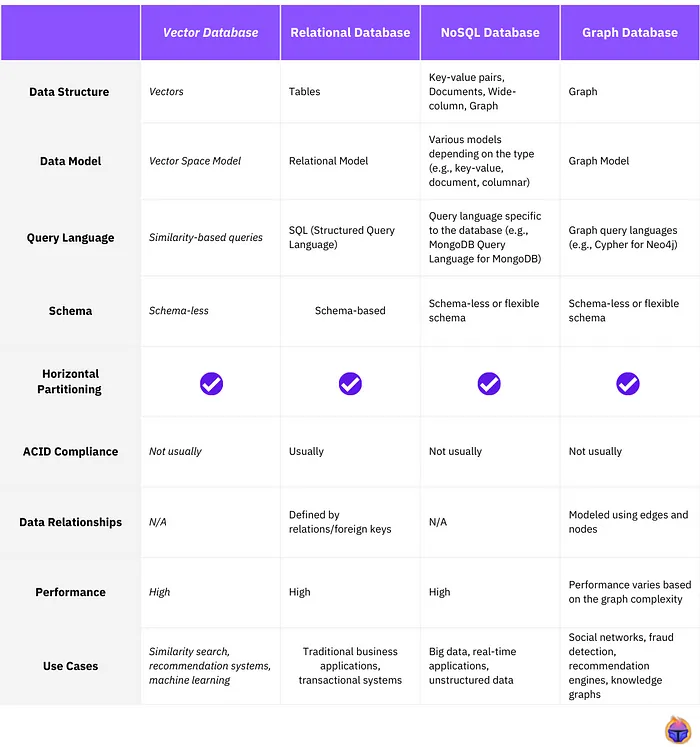 Vector Database
Relational Database
NoSQL Database
Graph Database
Data Structure
Vectors
Tables
Key-value pairs,
Documents, Wide-
column, Graph
Graph
Data Model
Vector Space Model
Relational Model
Various models
depending on the type
(e.g., key-value,
document, columnar)
Graph Model
Query Language
Similarity-based queries
SQL (Structured Query
Language)
Query language specific
to the database (e.g.,
MongoDB Query
Language for MongoDB)
Graph query languages
(e.g., Cypher for Neo4j)
Schema
Schema-less
Schema-based
Schema-less or flexible
schema
Schema-less or flexible
schema
Horizontal
Partitioning
ACID Compliance
Not usually
Usually
Not usually
Not usually
Data Relationships
N/A
Defined by
relations/foreign keys
N/A
Modeled using edges and
nodes
Performance
High
High
High
Performance varies based
on the graph complexity
Use Cases
Similarity search,
recommendation systems,
machine learning
Traditional business
applications,
transactional systems
Big data, real-time
applications,
unstructured data
Social networks, fraud
detection,
recommendation
engines, knowledge
graphs